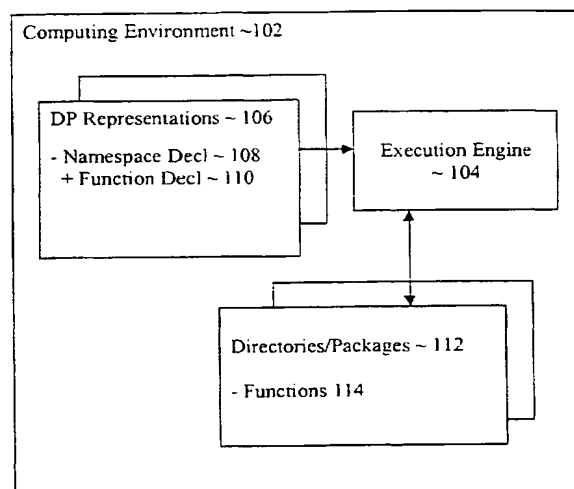 Computing Environment ~102
DP Representations ~ 106
- Namespace Decl ~ 108
+ Function Decl ~ 110
Execution Engine
~ 104
Directories/Packages ~ 112
- Functions 114